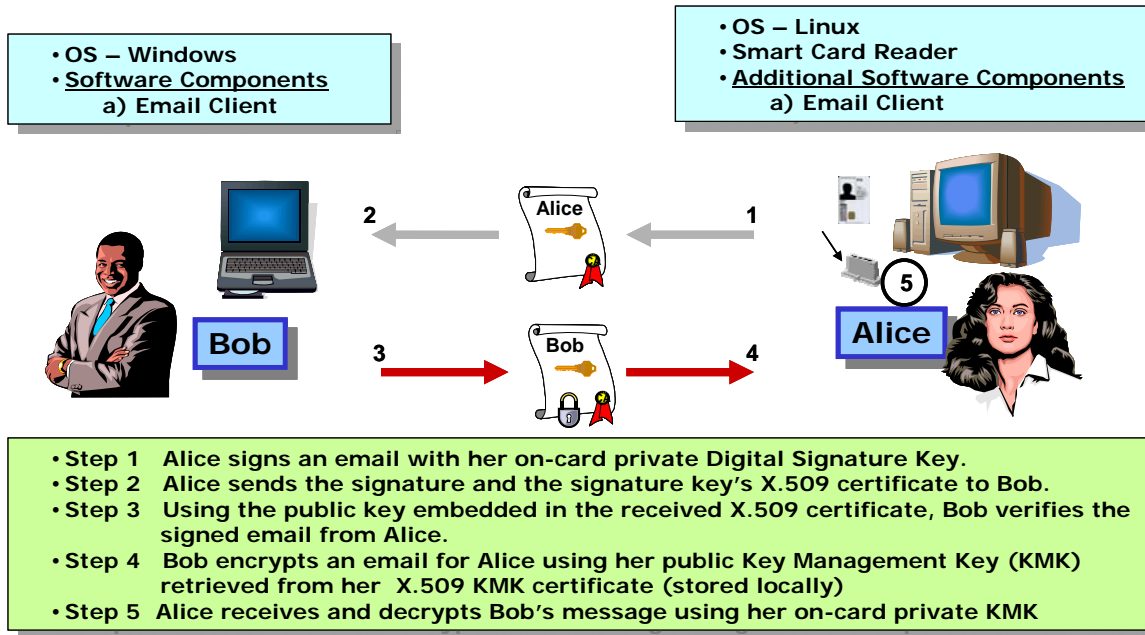 • OS – Windows
• Software Components
a) Email Client
• OS – Linux
• Smart Card Reader
• Additional Software Components
a) Email Client
2
Alice
1
5
Bob
Alice
3
Bob
4
• Step 1 Alice signs an email with her on-card private Digital Signature Key.
• Step 2 Alice sends the signature and the signature key's X.509 certificate to Bob.
• Step 3 Using the public key embedded in the received X.509 certificate, Bob verifies the
signed email from Alice.
• Step 4 Bob encrypts an email for Alice using her public Key Management Key (KMK)
retrieved from her X.509 KMK certificate (stored locally)
• Step 5 Alice receives and decrypts Bob's message using her on-card private KMK